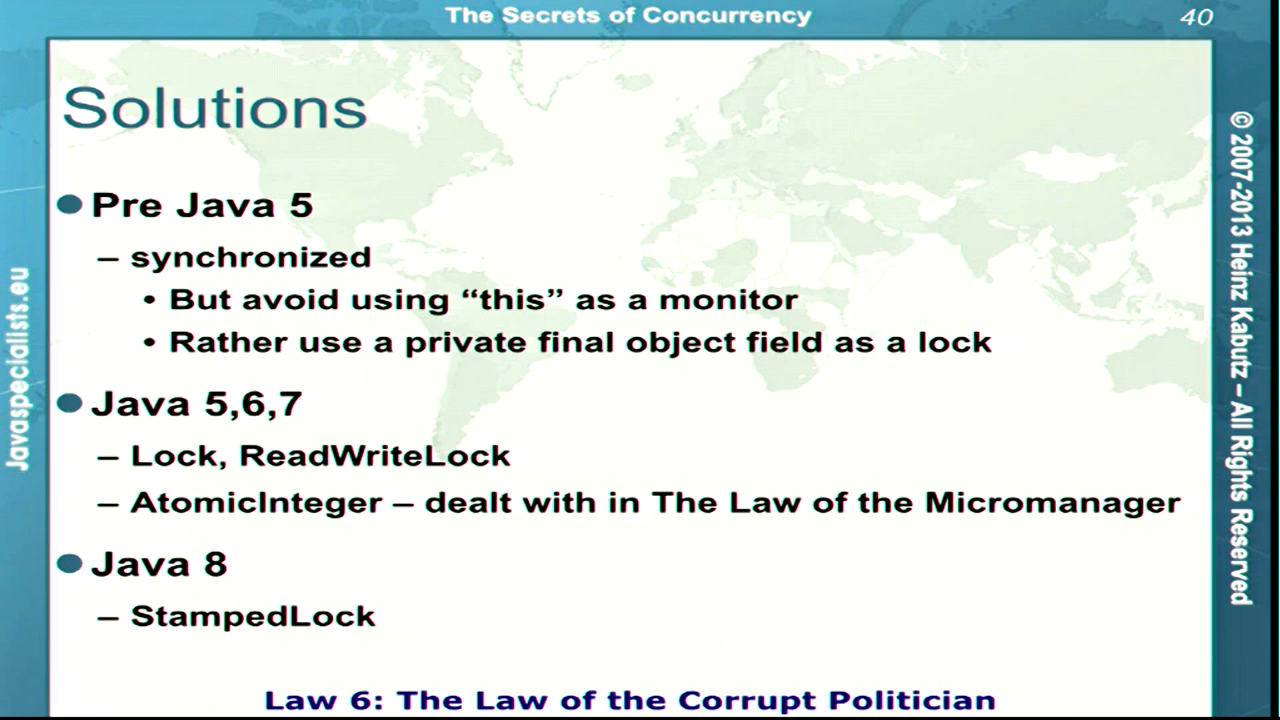 The Secrets of Concurrency
40
Solutions
Pre Java 5
– synchronized
• But avoid using “this” as a monitor
• Rather use a private final object field as a lock
Java 5,6,7
– Lock, ReadWriteLock
– AtomicInteger – dealt with in The Law of the Micromanager
Java 8
– StampedLock
Law 6: The Law of the Corrupt Politician
Javaspecialists.eu
© 2007-2013 Heinz Kabutz – All Rights Reserved